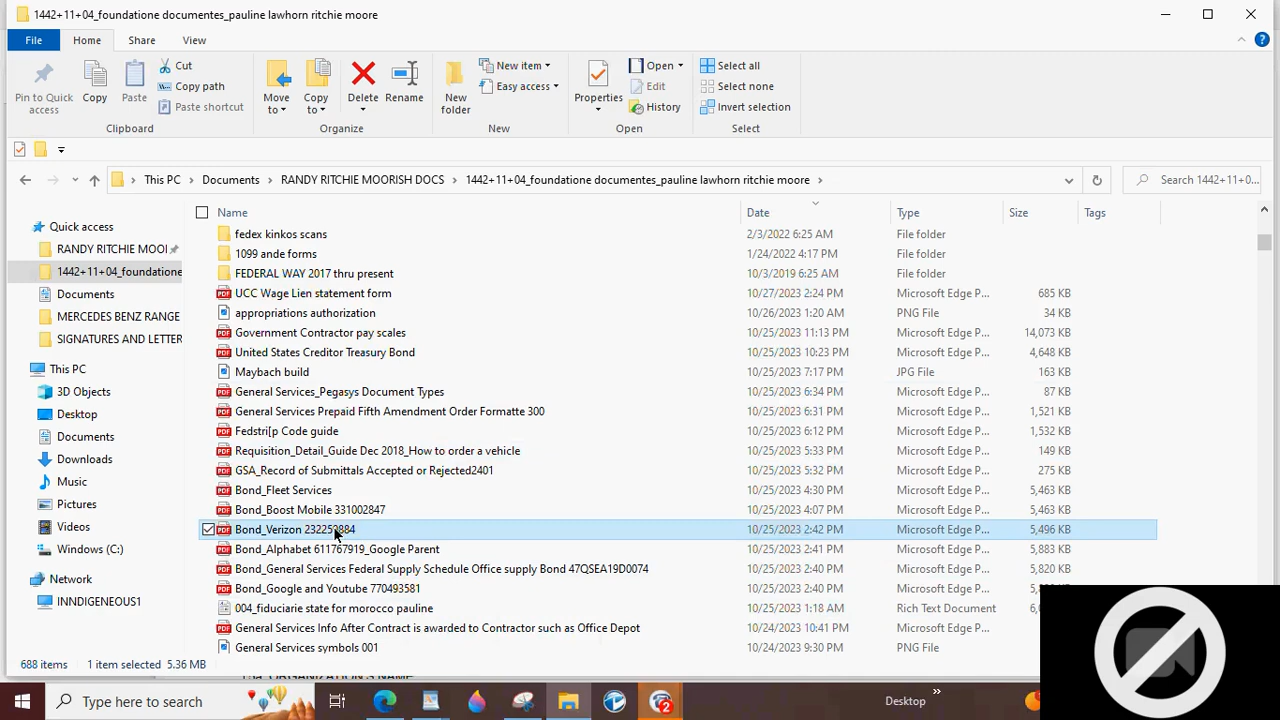 1442+11+04_foundatione documentes_pauline lawhorn ritchie moore
File Home Share View
Pin to Quick access
Copy
Paste
Cut
Copy path
Paste shortcut
Clipboard
Move to
Copy to
Delete
Rename
Organize
New folder
New item
Easy access
New
Properties
Open
Edit
History
Open
Select all
Select none
Invert selection
Select
This PC > Documents > RANDY RITCHIE MOORISH DOCS > 1442+11+04_foundatione documentes_pauline lawhorn ritchie moore >
Search 1442+11+0...
Name Date Type Size Tags
Quick access
RANDY RITCHIE MOORI
1442+11+04_foundatione
Documents
MERCEDES BENZ RANGE
SIGNATURES AND LETTER
This PC
3D Objects
Desktop
Documents
Downloads
Music
Pictures
Videos
Windows (C:)
Network
INNDIGENEOUS1
fedex kinkos scans 2/3/2022 6:25 AM File folder
1099 ande forms 1/24/2022 4:17 PM File folder
FEDERAL WAY 2017 thru present 10/3/2019 6:25 AM File folder
UCC Wage Lien statement form 10/27/2023 2:24 PM Microsoft Edge P... 685 KB
appropriations authorization 10/26/2023 1:20 AM PNG File 34 KB
Government Contractor pay scales 10/25/2023 11:13 PM Microsoft Edge P... 14,073 KB
United States Creditor Treasury Bond 10/25/2023 10:23 PM Microsoft Edge P... 4,648 KB
Maybach build 10/25/2023 7:17 PM JPG File 163 KB
General Services_Pegasys Document Types 10/25/2023 6:34 PM Microsoft Edge P... 87 KB
General Services Prepaid Fifth Amendment Order Formatte 300 10/25/2023 6:31 PM Microsoft Edge P... 1,521 KB
Fedstri[p Code guide 10/25/2023 6:12 PM Microsoft Edge P... 1,532 KB
Requisition_Detail_Guide Dec 2018_How to order a vehicle 10/25/2023 5:33 PM Microsoft Edge P... 149 KB
GSA_Record of Submittals Accepted or Rejected2401 10/25/2023 5:32 PM Microsoft Edge P... 275 KB
Bond_Fleet Services 10/25/2023 4:30 PM Microsoft Edge P... 5,463 KB
Bond_Boost Mobile 331002847 10/25/2023 4:07 PM Microsoft Edge P... 5,463 KB
Bond_Verizon 10/25/2023 2:42 PM Microsoft Edge P... 5,496 KB
Bond_Alphabet 611767919_Google Parent 10/25/2023 2:41 PM Microsoft Edge P... 5,883 KB
Bond_General Services Federal Supply Schedule Office supply Bond 47QSEA19D0074 10/25/2023 2:40 PM Microsoft Edge P... 5,820 KB
Bond_Google and Youtube 770493581 10/25/2023 2:40 PM Microsoft Edge P...
004_fiduciarie state for morocco pauline 10/25/2023 1:18 AM Rich Text Document
General Services Info After Contract is awarded to Contractor such as Office Depot 10/24/2023 10:41 PM Microsoft Edge P...
General Services symbols 001 10/24/2023 9:30 PM PNG File
688 items 1 item selected 5.36 MB
Type here to search
2
Desktop »